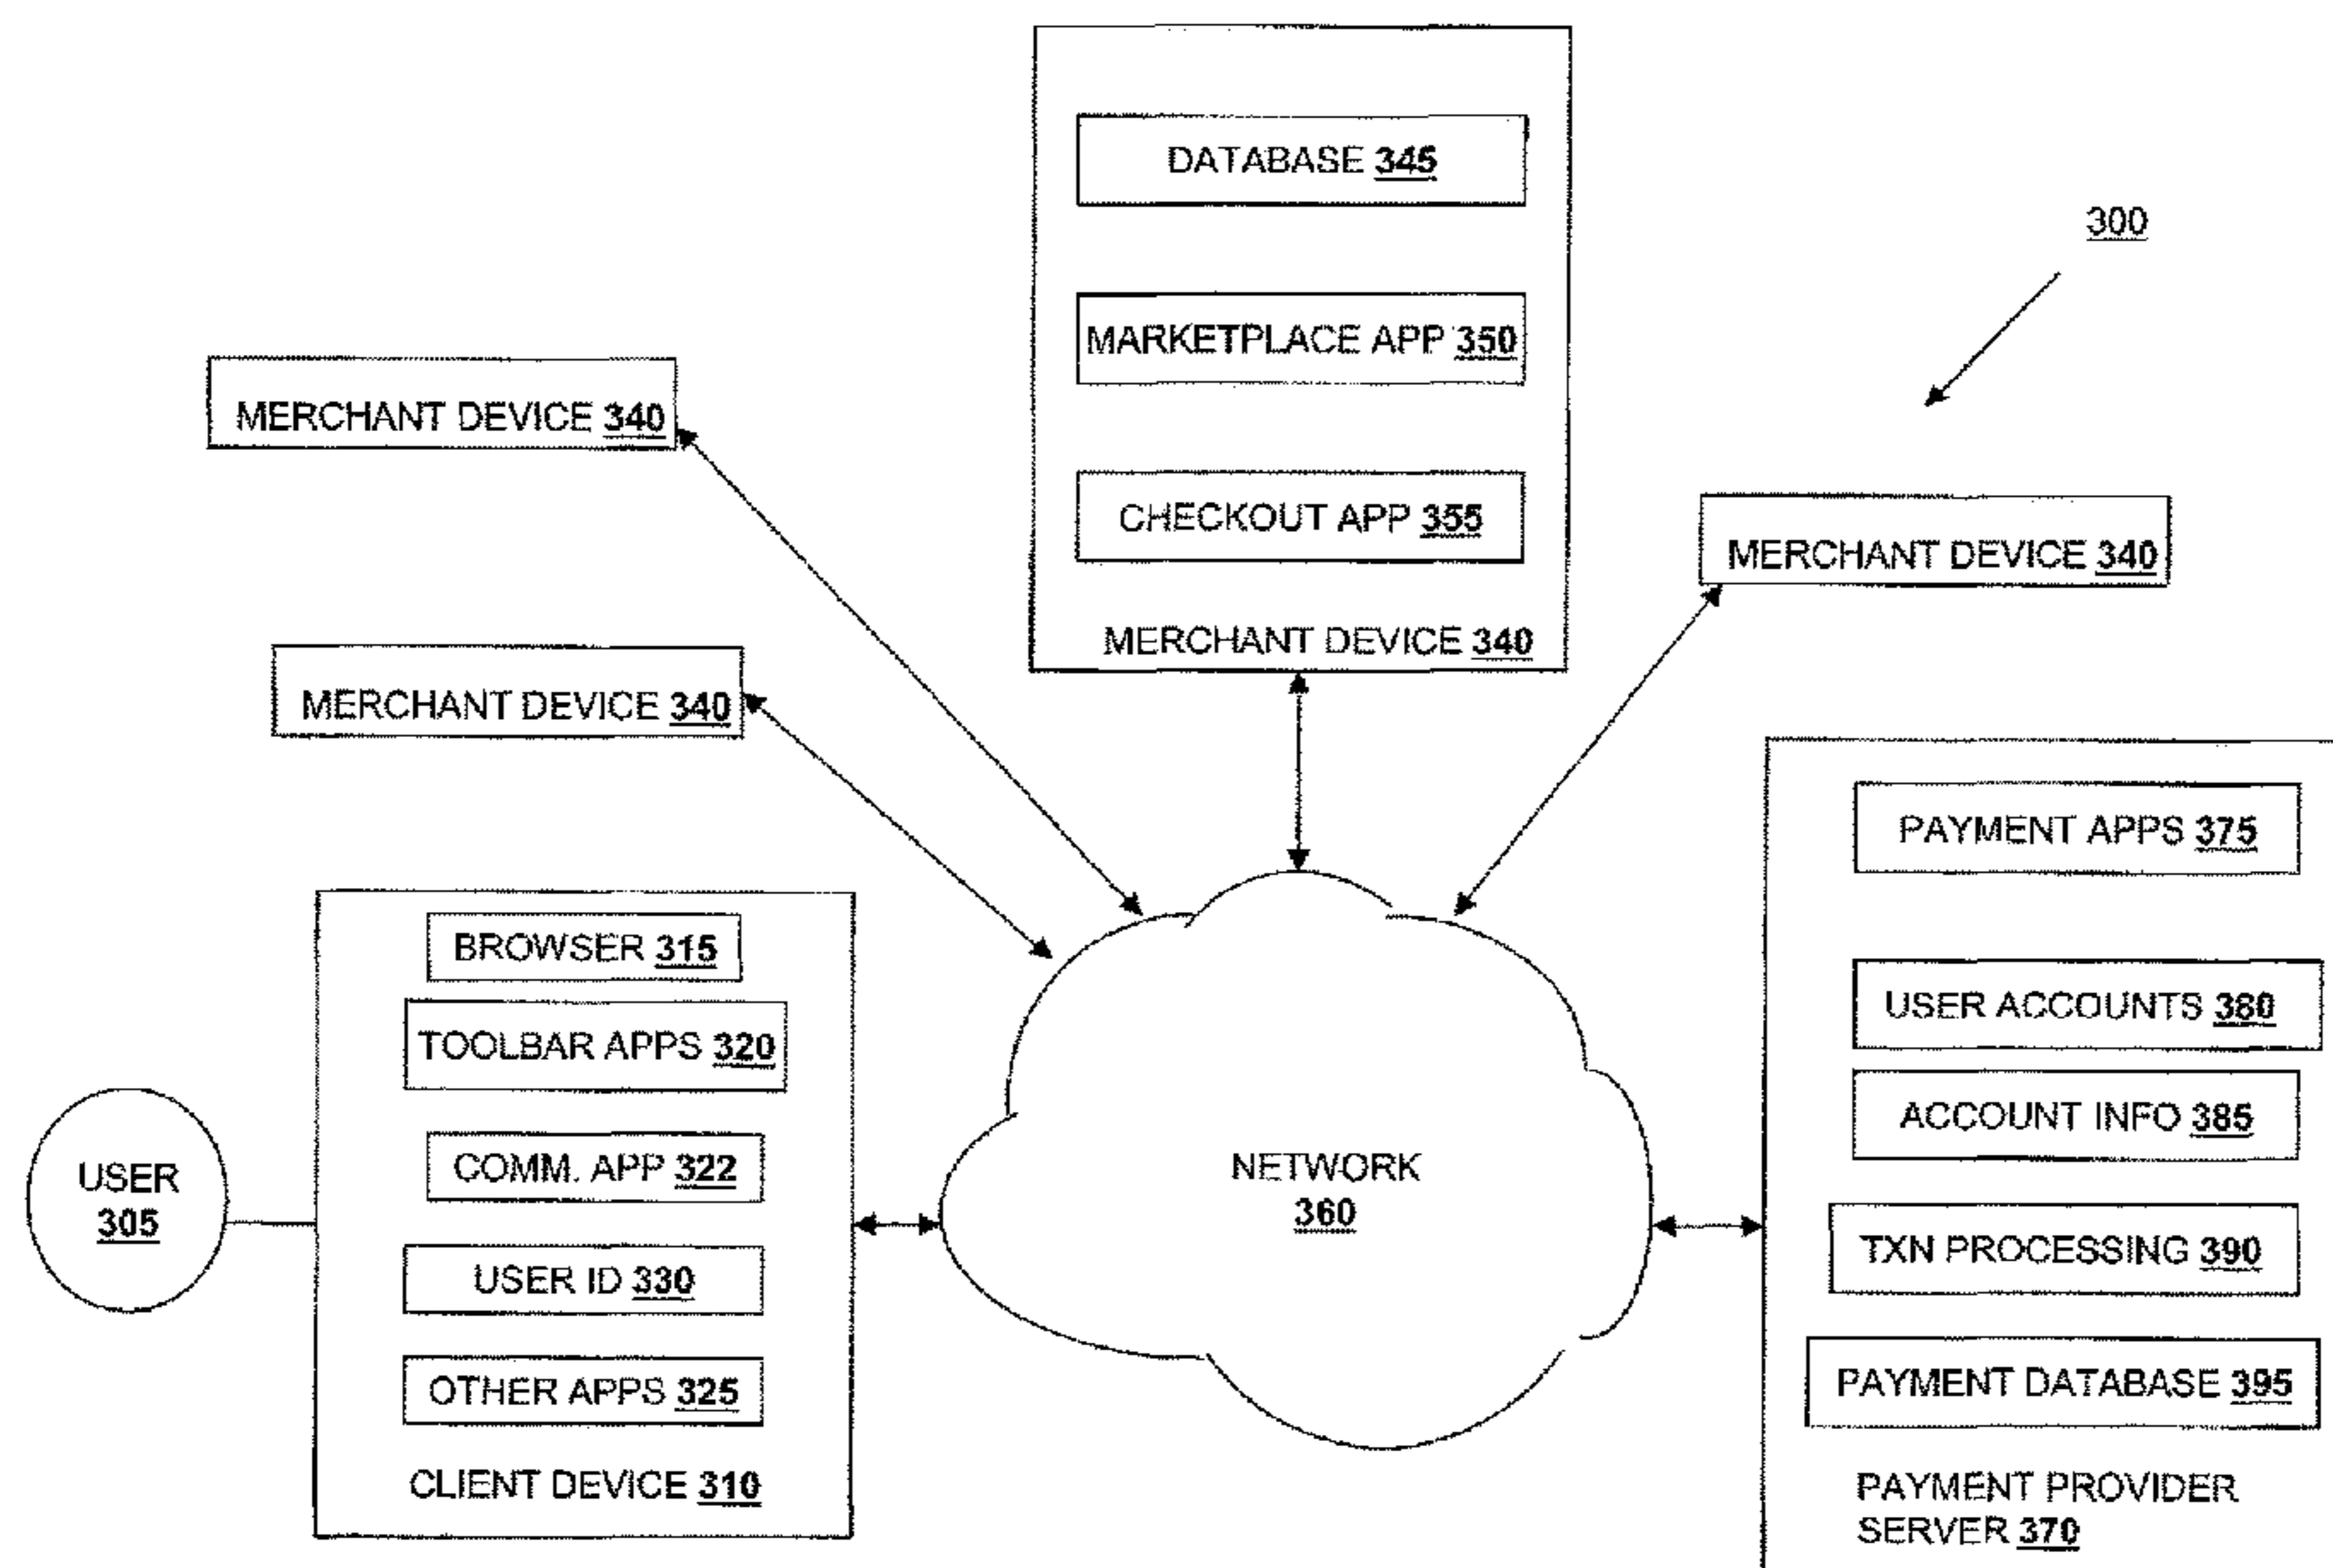 DATABASE 345
MARKETPLACE APP 350
CHECKOUT APP 355
MERCHANT DEVICE 340
300
MERCHANT DEVICE 340
MERCHANT DEVICE 340
MERCHANT DEVICE 340
BROWSER 315
TOOLBAR APPS 320
COMM. APP 322
USER ID 330
OTHER APPS 325
CLIENT DEVICE 310
USER
305
NETWORK
360
PAYMENT APPS 375
USER ACCOUNTS 380
ACCOUNT INFO 385
TXN PROCESSING 390
PAYMENT DATABASE 395
PAYMENT PROVIDER
SERVER 370